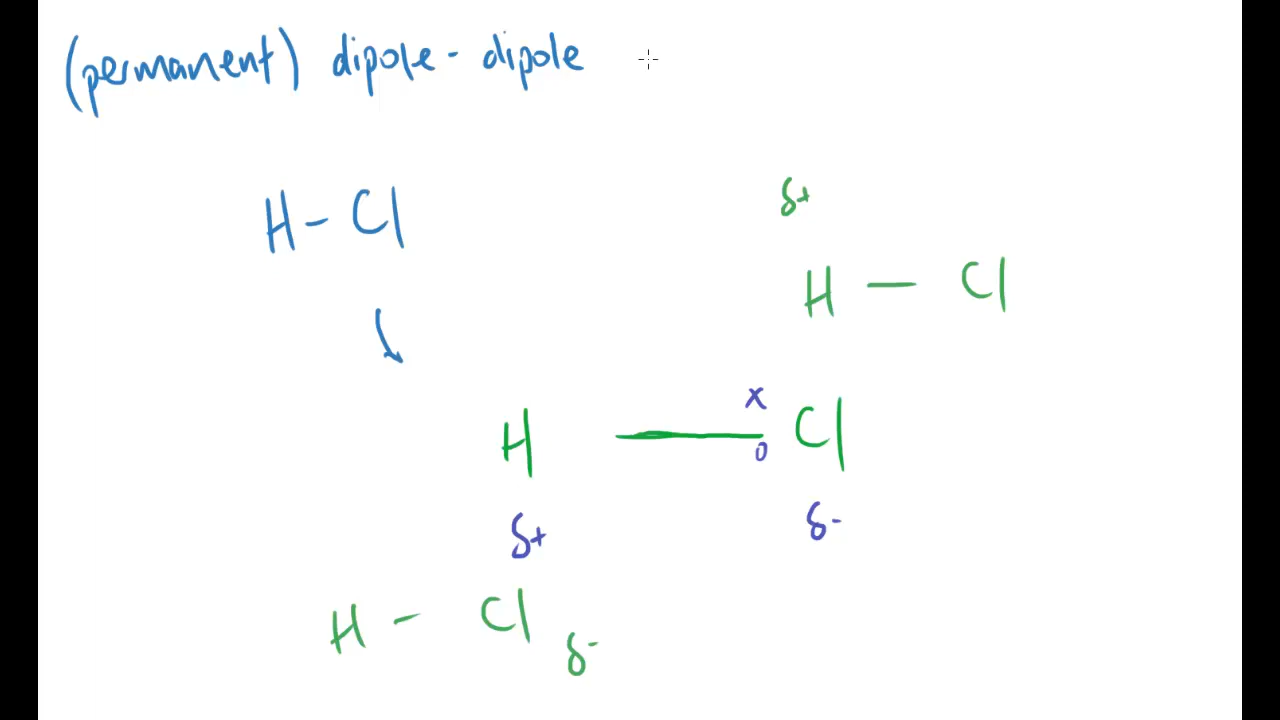 (permanent) dipole - dipole
δ+
H - Cl
H — Cl
x
H — Cl
o
δ+ δ-
H - Cl
δ-